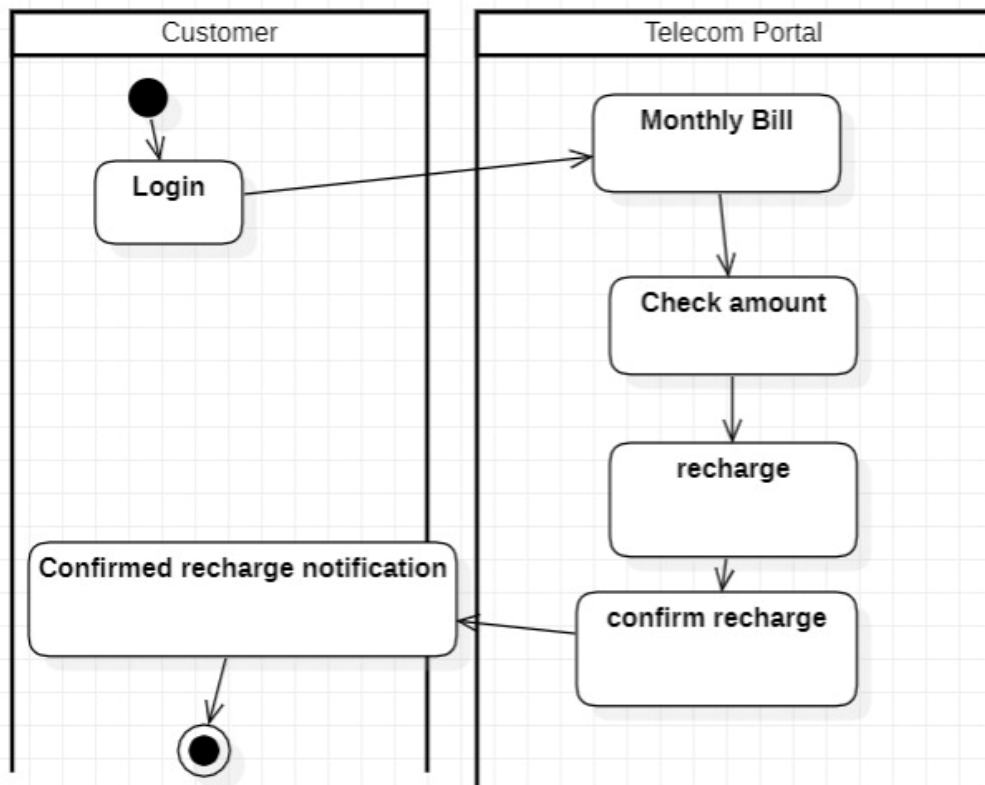 Customer
Telecom Portal
Monthly Bill
Login
Check amount
recharge
Confirmed recharge notification
confirm recharge